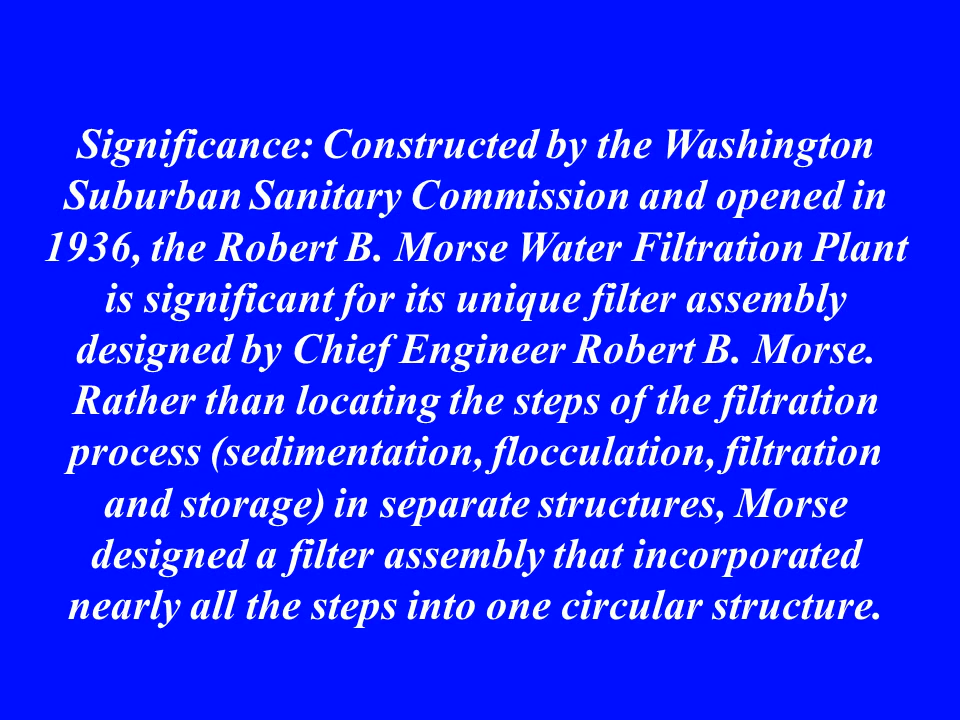 Significance: Constructed by the Washington
Suburban Sanitary Commission and opened in
1936, the Robert B. Morse Water Filtration Plant
is significant for its unique filter assembly
designed by Chief Engineer Robert B. Morse.
Rather than locating the steps of the filtration
process (sedimentation, flocculation, filtration
and storage) in separate structures, Morse
designed a filter assembly that incorporated
nearly all the steps into one circular structure.